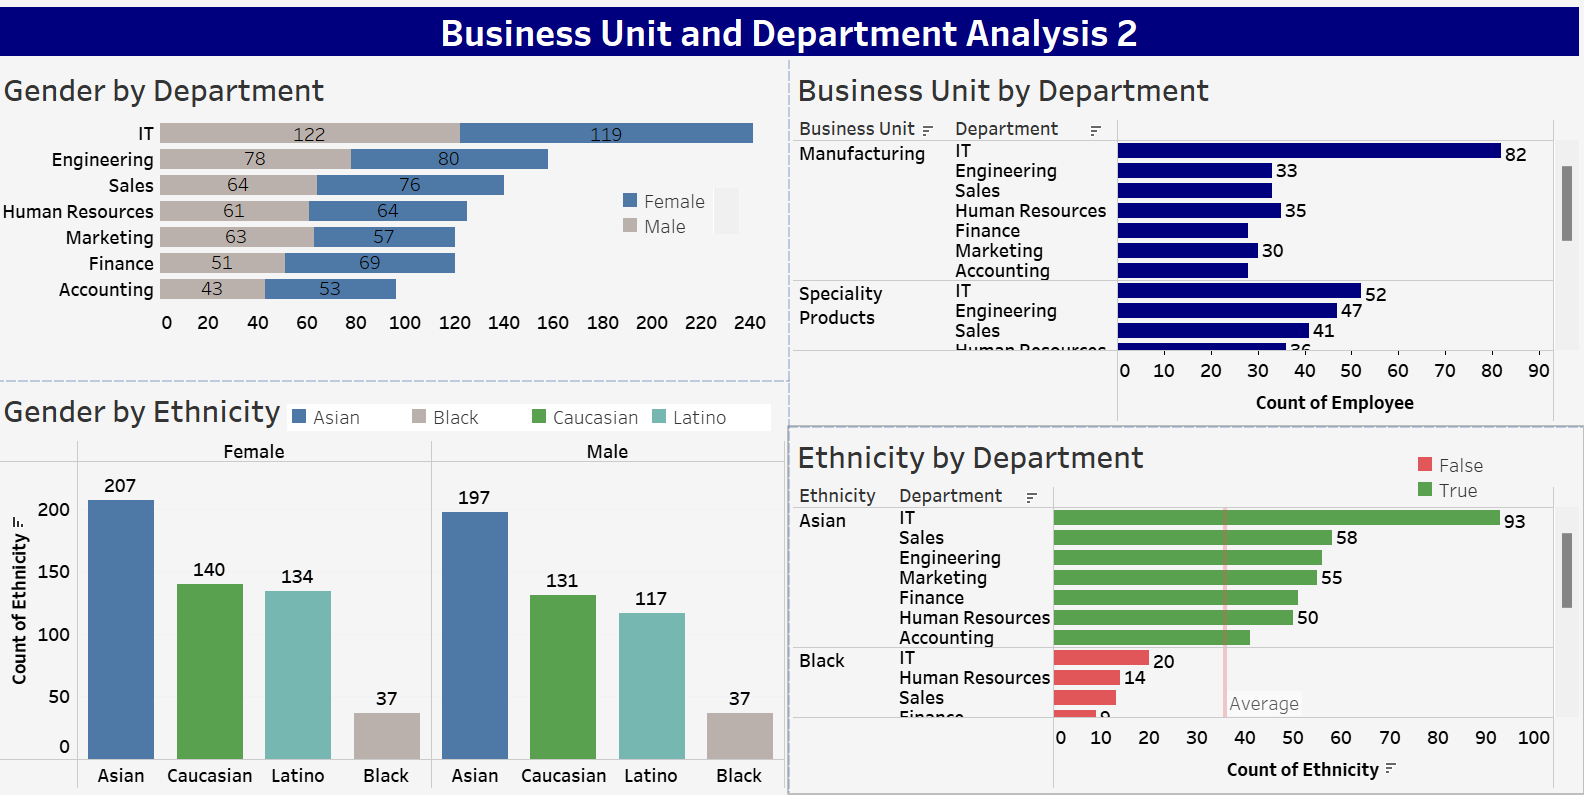 Business Unit and Department Analysis 2
Gender by Department
IT 122 119
Engineering 78 80
Sales 64 76
Human Resources 61 64
Marketing 63 57
Finance 51 69
Accounting 43 53
Female
Male
0 20 40 60 80 100 120 140 160 180 200 220 240
Business Unit by Department
Business Unit Department
Manufacturing IT 82
Engineering 33
Sales
Human Resources 35
Finance
Marketing 30
Accounting
Speciality Products IT 52
Engineering 47
Sales 41
Human Resources 36
0 10 20 30 40 50 60 70 80 90
Count of Employee
Gender by Ethnicity
Asian Black Caucasian Latino
Female Male
Count of Ethnicity
200
150
100
50
0
207 140 134 37 197 131 117 37
Asian Caucasian Latino Black Asian Caucasian Latino Black
Ethnicity by Department
False
True
Ethnicity Department
Asian IT 93
Sales 58
Engineering
Marketing 55
Finance
Human Resources 50
Accounting
Black IT 20
Human Resources 14
Sales
Finance 9
Average
0 10 20 30 40 50 60 70 80 90 100
Count of Ethnicity